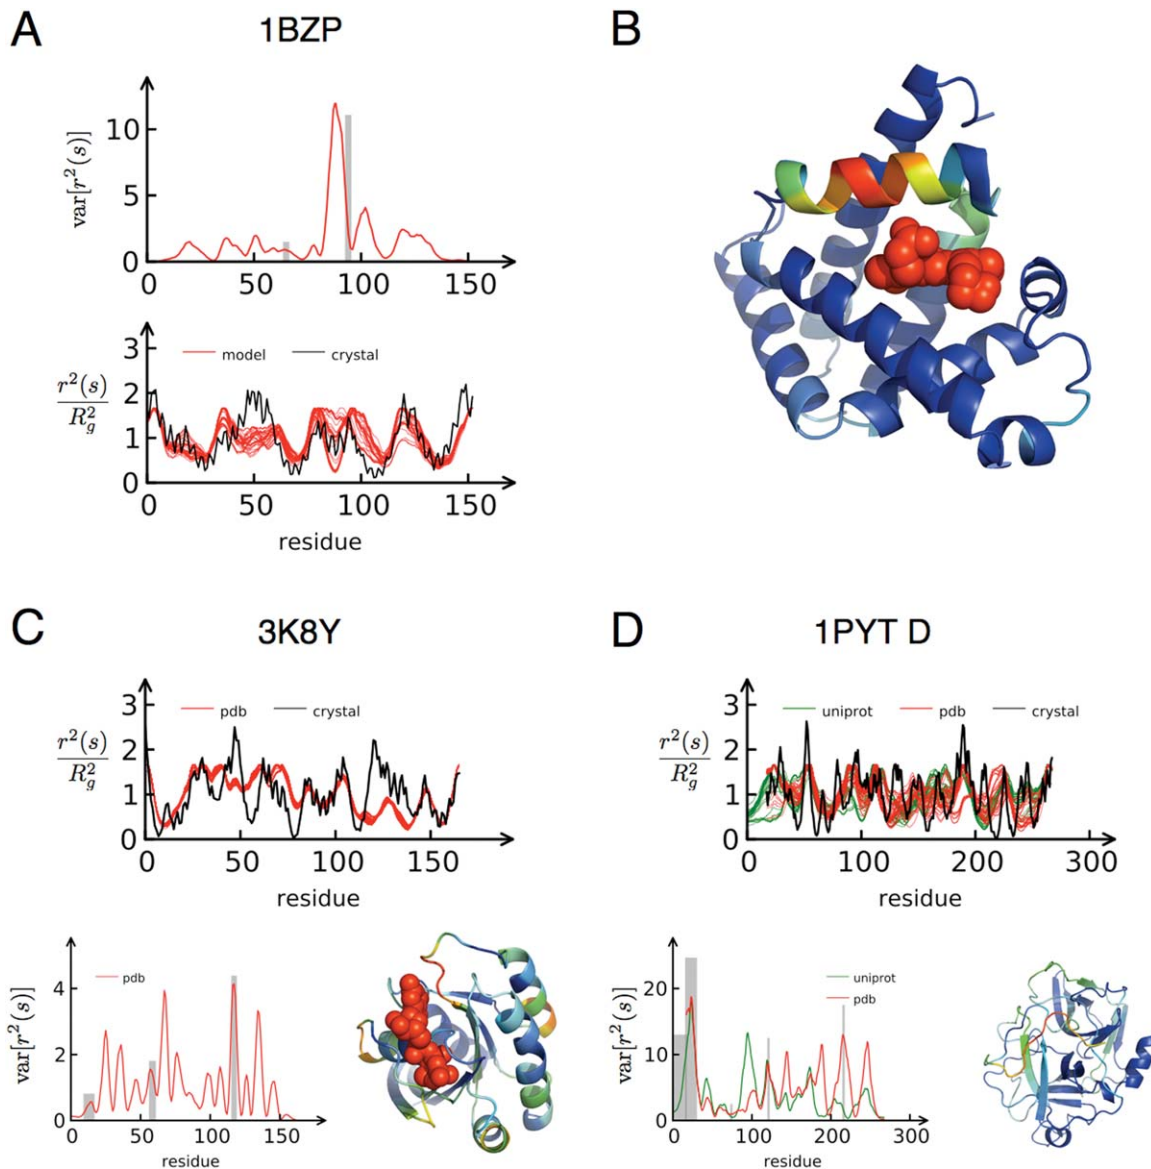 A
1BZP
B
var[r²(s)]
10
5
0
0 50 100 150
model crystal
r²(s)
R²g
3
2
1
0
0 50 100 150
residue
C
3K8Y
D
1PYT D
pdb crystal
r²(s)
R²g
3
2
1
0
0 50 100 150
residue
uniprot pdb crystal
r²(s)
R²g
3
2
1
0
0 100 200 300
residue
pdb
var[r²(s)]
4
2
0
0 50 100 150
residue
uniprot
pdb
var[r²(s)]
20
10
0
0 100 200 300
residue